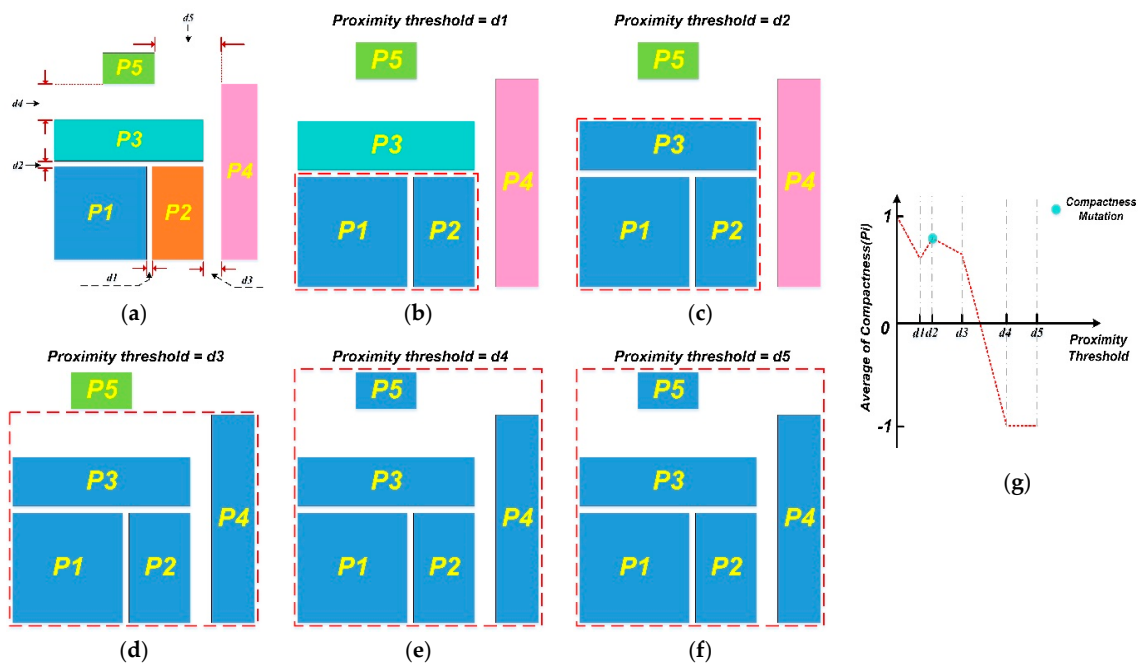 d5
P5
d4
P3
d2
P4
P1
P2
d1
d3
(a)
Proximity threshold = d1
P5
P3
P4
P1
P2
(b)
Proximity threshold = d2
P5
P3
P4
P1
P2
(c)
Proximity threshold = d3
P5
P3
P4
P1
P2
(d)
Proximity threshold = d4
P5
P3
P4
P1
P2
(e)
Proximity threshold = d5
P5
P3
P4
P1
P2
(f)
Average of Compactness(Pi)
1
0
-1
d1
d2
d3
d4
d5
Proximity
Threshold
Compactness
Mutation
(g)